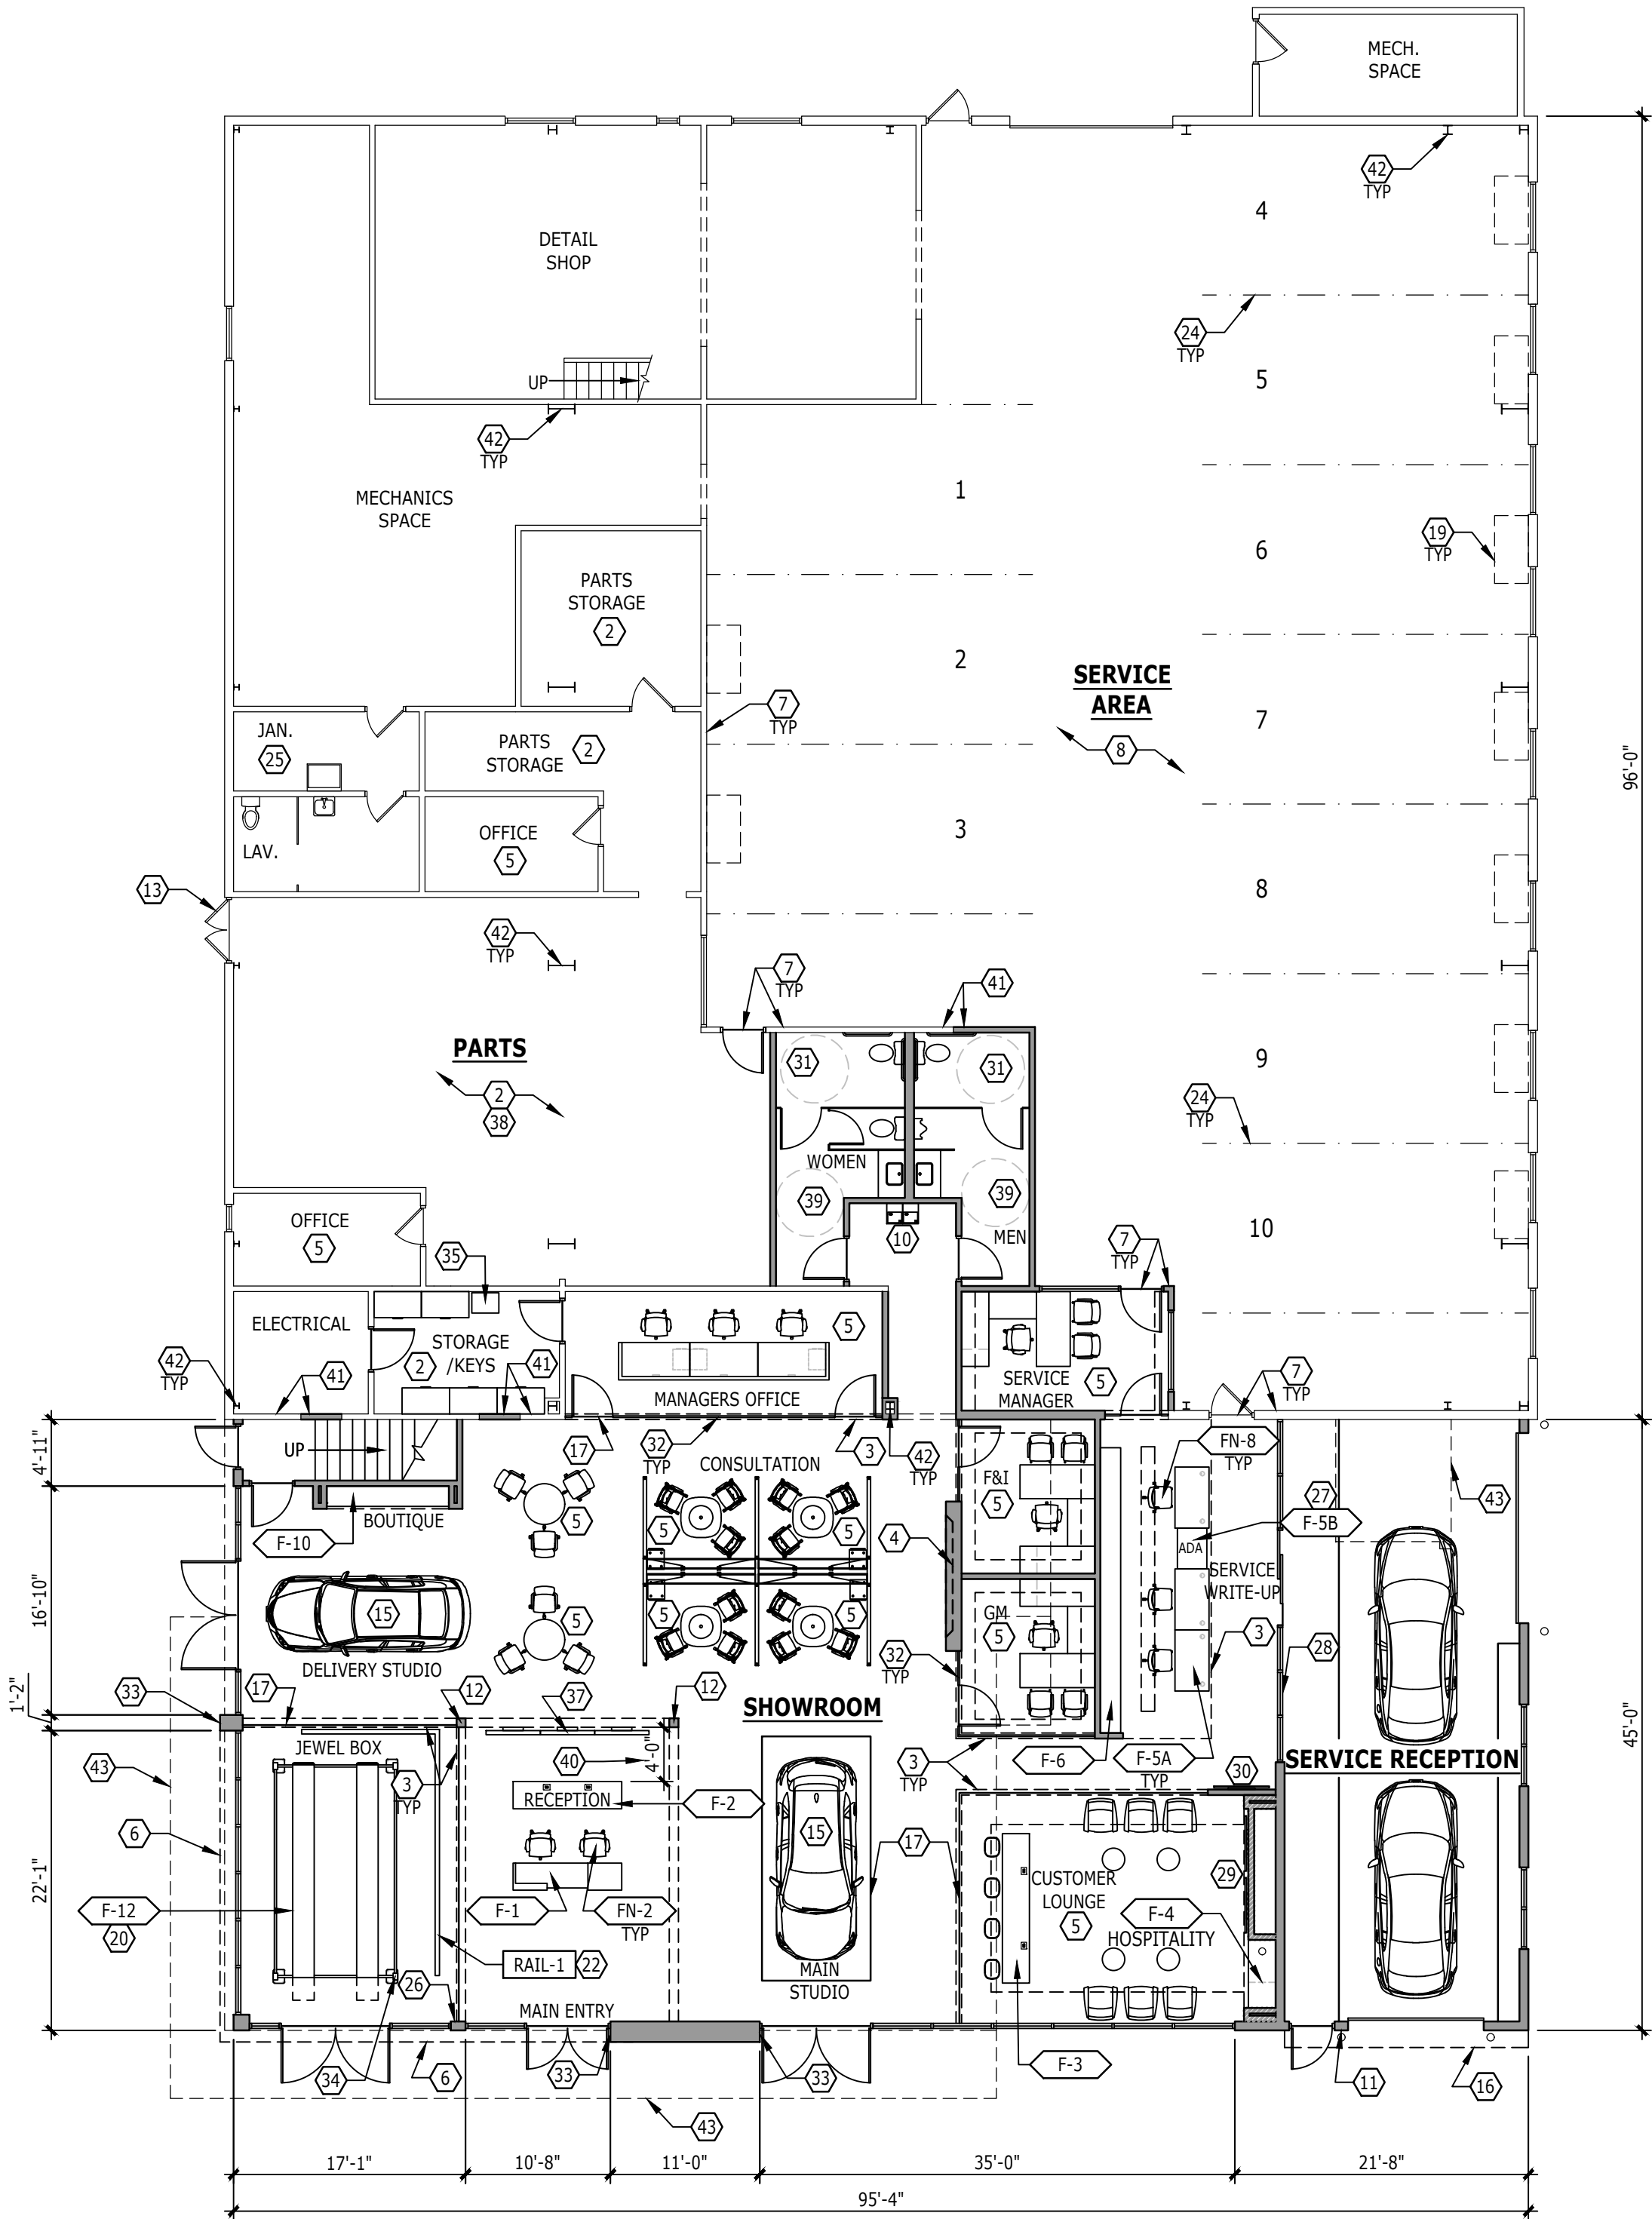 MECH.
SPACE
42
TYP
4
DETAIL
SHOP
24
TYP
5
UP
42
TYP
1
MECHANICS
SPACE
6
19
TYP
PARTS
STORAGE
2
2
SERVICE
AREA
8
7
TYP
7
JAN.
25
PARTS
STORAGE
2
96'-0"
3
OFFICE
5
LAV.
13
8
42
TYP
7
TYP
41
PARTS
2
38
31
31
9
24
TYP
WOMEN
39
39
MEN
10
OFFICE
5
35
10
7
TYP
ELECTRICAL
STORAGE
/KEYS
2
41
41
5
MANAGERS OFFICE
SERVICE
MANAGER
5
7
TYP
42
TYP
4'-11"
UP
17
32
TYP
3
42
TYP
CONSULTATION
FN-8
TYP
F&I
5
27
F-5B
43
BOUTIQUE
F-10
5
5
5
4
ADA
SERVICE
WRITE-UP
16'-10"
15
5
5
5
GM
5
DELIVERY STUDIO
32
TYP
3
28
1'-2"
33
17
12
37
12
SHOWROOM
JEWEL BOX
43
3
TYP
40
4'-0"
3
TYP
F-6
F-5A
TYP
SERVICE RECEPTION
30
RECEPTION
F-2
6
15
17
45'-0"
22'-1"
CUSTOMER
LOUNGE
5
29
F-12
20
F-1
FN-2
TYP
F-4
HOSPITALITY
RAIL-1
22
26
MAIN
STUDIO
MAIN ENTRY
34
6
33
33
F-3
11
16
43
17'-1"
10'-8"
11'-0"
35'-0"
21'-8"
95'-4"